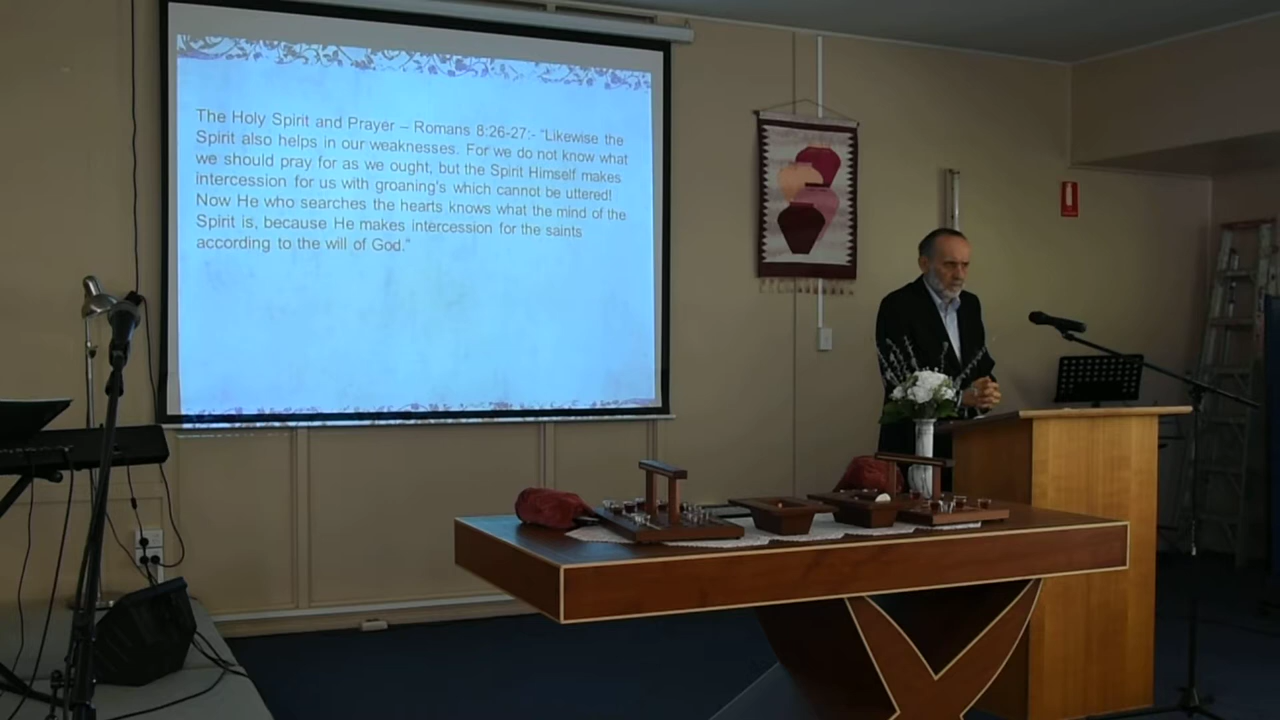 The Holy Spirit and Prayer – Romans 8:26-27:- "Likewise the
Spirit also helps in our weaknesses. For we do not know what
we should pray for as we ought, but the Spirit Himself makes
intercession for us with groaning's which cannot be uttered!
Now He who searches the hearts knows what the mind of the
Spirit is, because He makes intercession for the saints
according to the will of God."